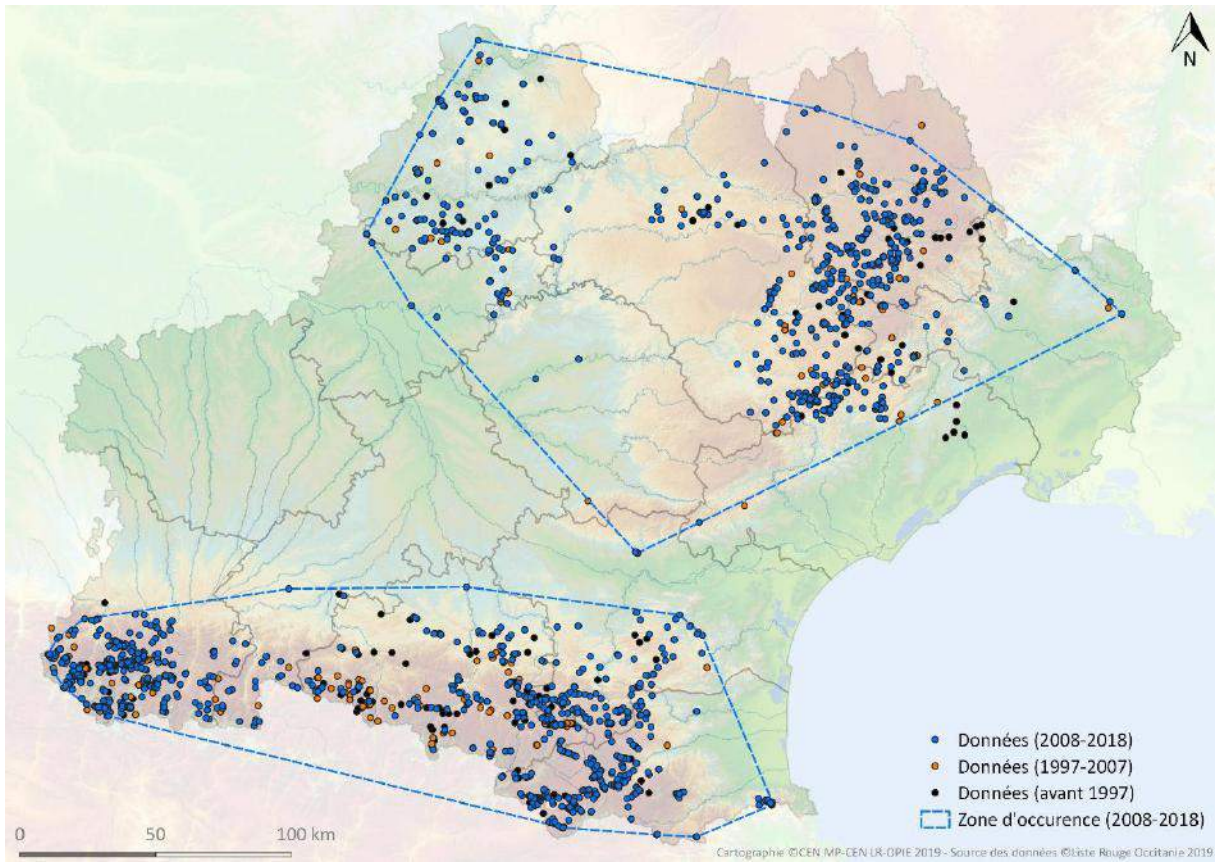 N
Données (2008-2018)
Données (1997-2007)
Données (avant 1997)
Zone d'occurence (2008-2018)
0 50 100 km
Cartographie ©CEN MP-CEN LR-OPIE 2019 - Source des données ©Liste Rouge Occitanie 2019